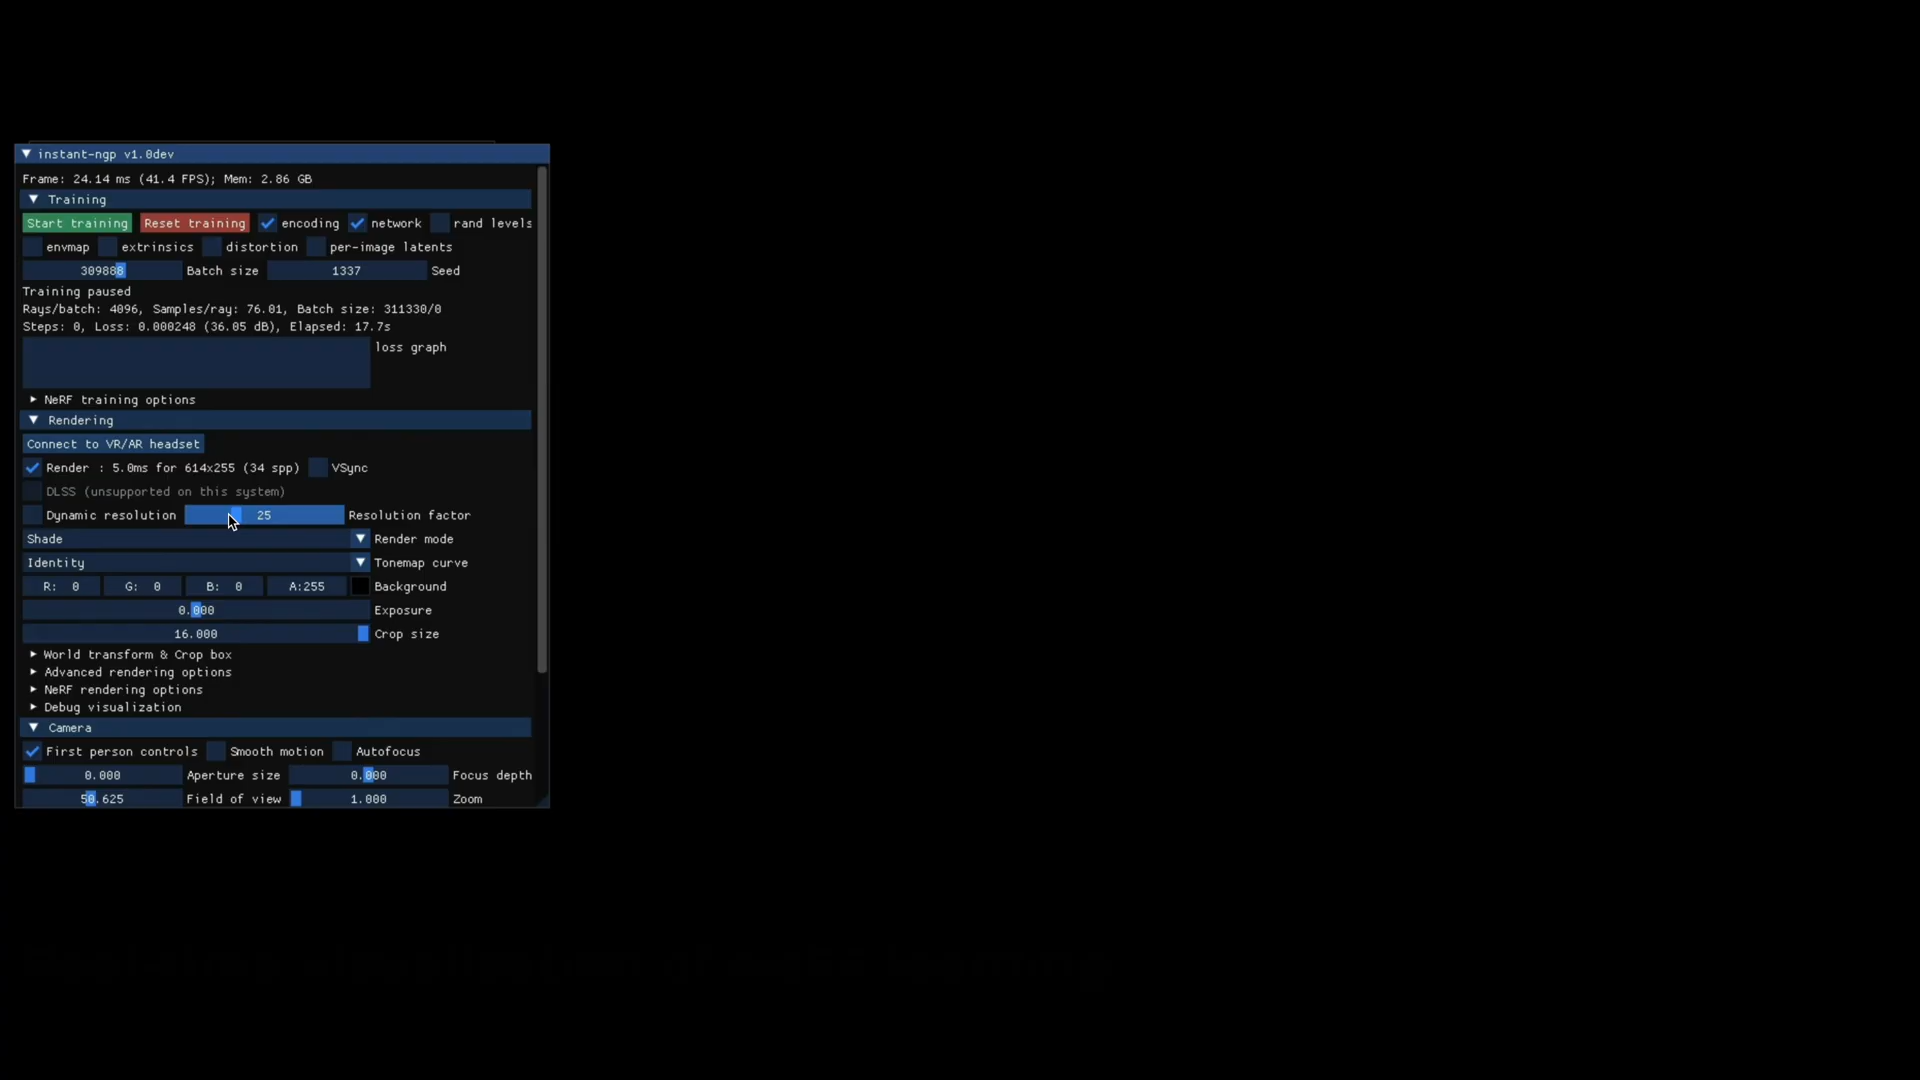 instant-ngp v1.0dev
Frame: 24.14 ms (41.4 FPS); Mem: 2.86 GB
Training
Start training Reset training encoding network rand levels
envmap extrinsics distortion per-image latents
309888 Batch size 1337 Seed
Training paused
Rays/batch: 4096, Samples/ray: 76.01, Batch size: 311330/0
Steps: 0, Loss: 0.000248 (36.05 dB), Elapsed: 17.7s
loss graph
NeRF training options
Rendering
Connect to VR/AR headset
Render : 5.0ms for 614x255 (34 spp) VSync
DLSS (unsupported on this system)
Dynamic resolution 25 Resolution factor
Shade Render mode
Identity Tonemap curve
R: 0 G: 0 B: 0 A:255 Background
0.000 Exposure
16.000 Crop size
World transform & Crop box
Advanced rendering options
NeRF rendering options
Debug visualization
Camera
First person controls Smooth motion Autofocus
0.000 Aperture size 0.000 Focus depth
50.625 Field of view 1.000 Zoom